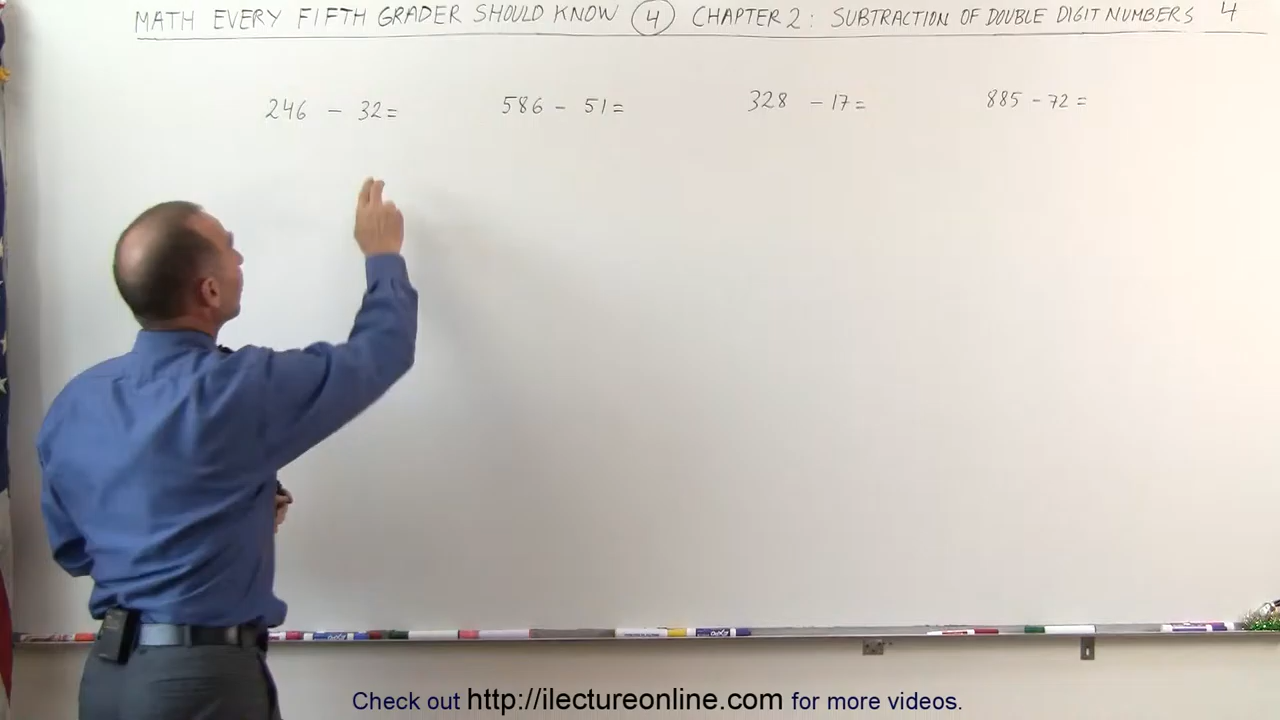 MATH EVERY FIFTH GRADER SHOULD KNOW 4 CHAPTER 2: SUBTRACTION OF DOUBLE DIGIT NUMBERS 4
246 - 32= 586 - 51= 328 - 17= 885 - 72=
Check out http://ilectureonline.com for more videos.